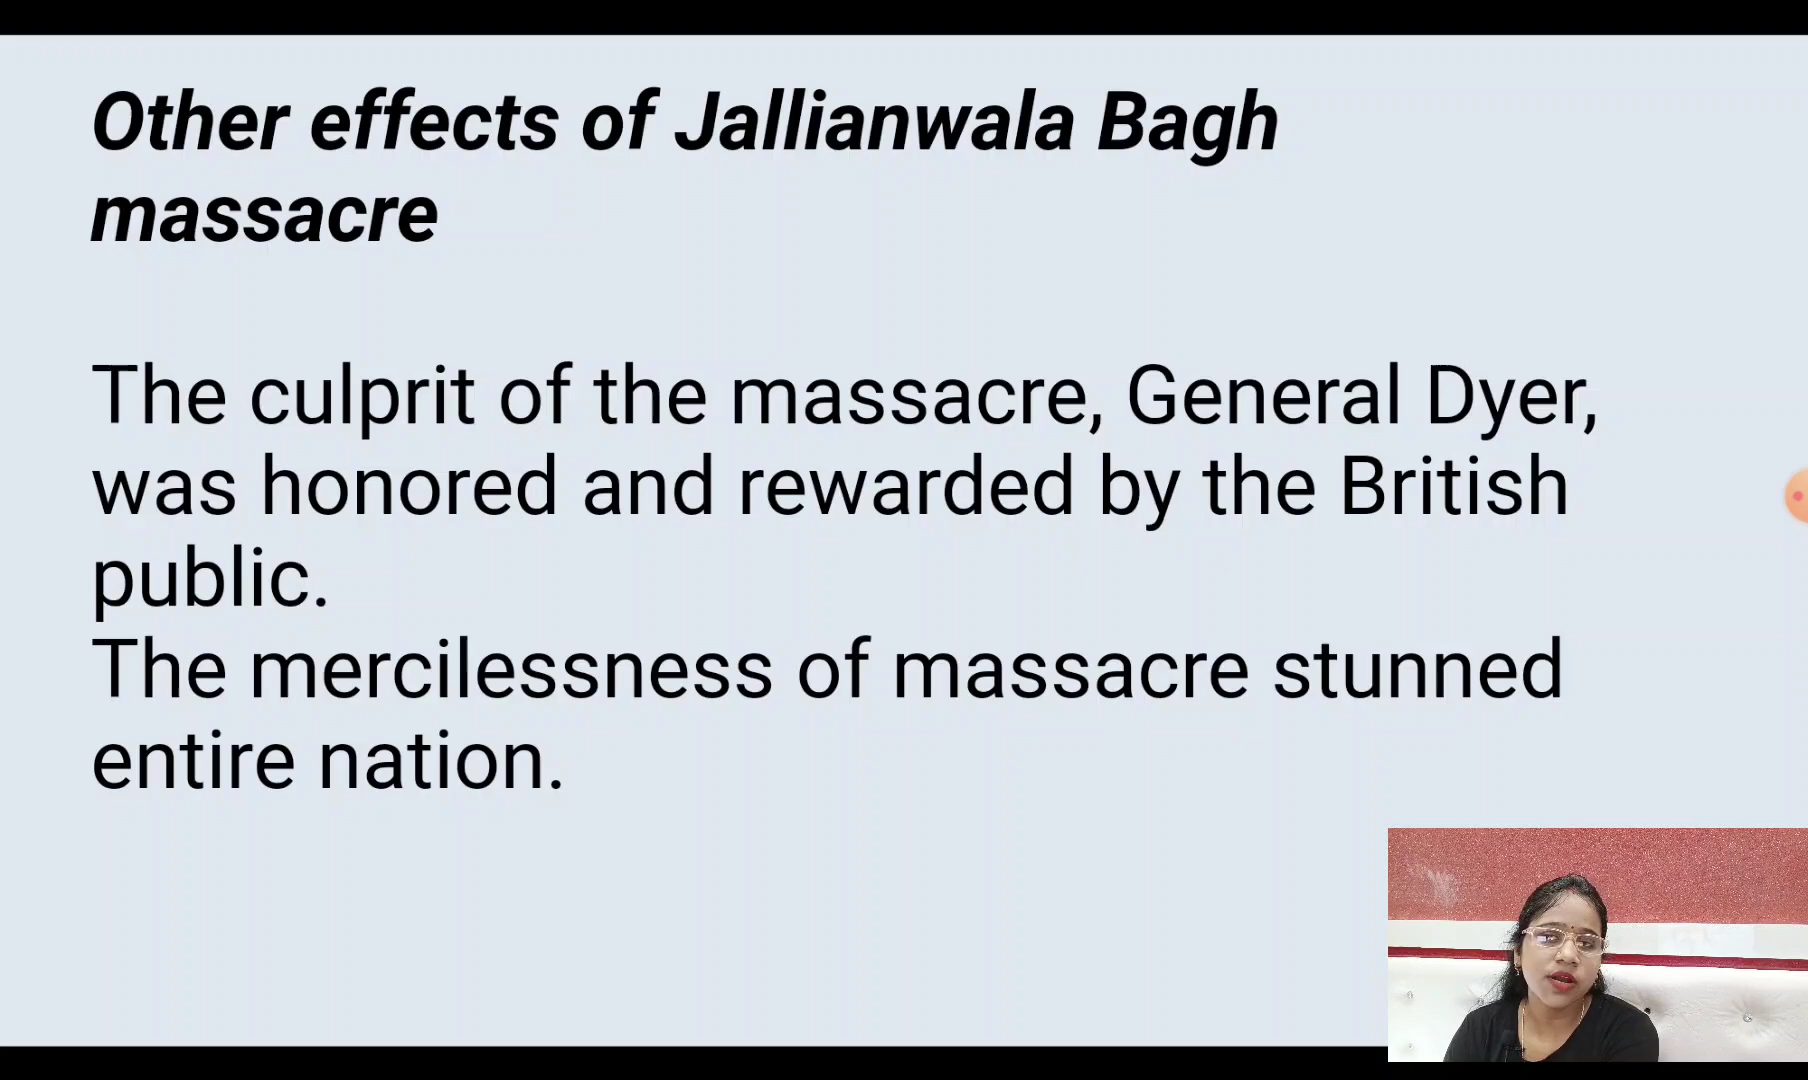 Other effects of Jallianwala Bagh
massacre
The culprit of the massacre, General Dyer,
was honored and rewarded by the British
public.
The mercilessness of massacre stunned
entire nation.